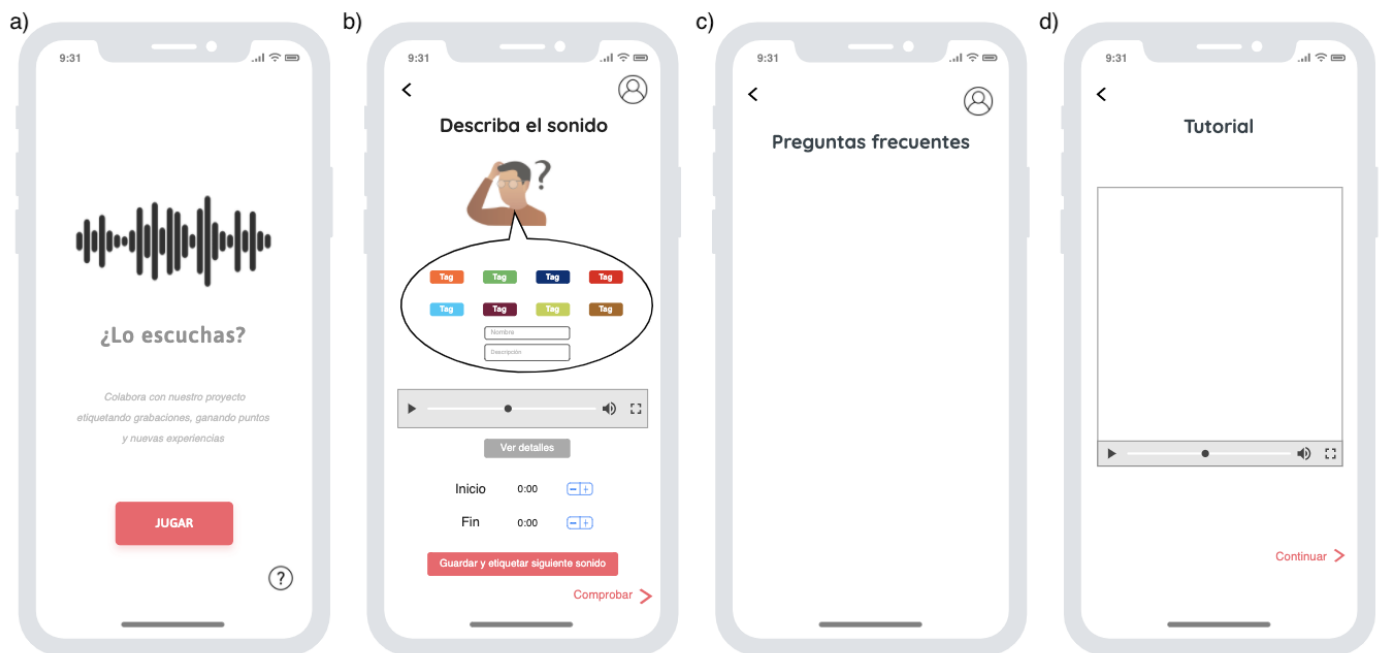 a)
9:31
¿Lo escuchas?
Colabora con nuestro proyecto
etiquetando grabaciones, ganando puntos
y nuevas experiencias
JUGAR
?
b)
9:31
Describa el sonido
?
Tag Tag Tag Tag
Tag Tag Tag Tag
Nombre
Descripción
Ver detalles
Inicio 0:00
Fin 0:00
Guardar y etiquetar siguiente sonido
Comprobar
c)
9:31
Preguntas frecuentes
d)
9:31
Tutorial
Continuar